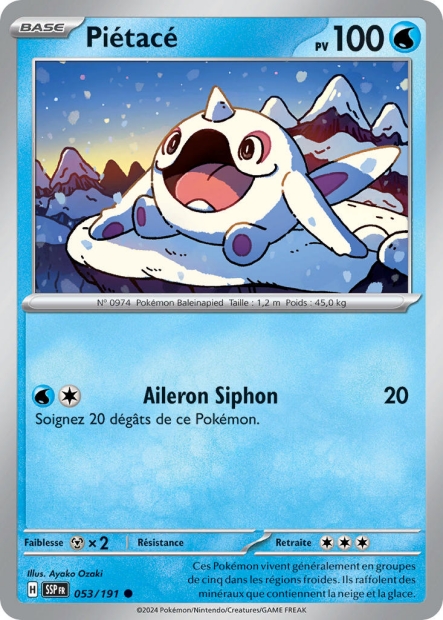 BASE
Piétacé
PV 100
N° 0974 Pokémon Baleinapied Taille : 1,2 m Poids : 45,0 kg
Aileron Siphon 20
Soignez 20 dégâts de ce Pokémon.
Faiblesse ×2 Résistance Retraite
Illus. Ayako Ozaki
H SSP FR 053/191
Ces Pokémon vivent généralement en groupes
de cinq dans les régions froides. Ils raffolent des
minéraux que contiennent la neige et la glace.
©2024 Pokémon/Nintendo/Creatures/GAME FREAK